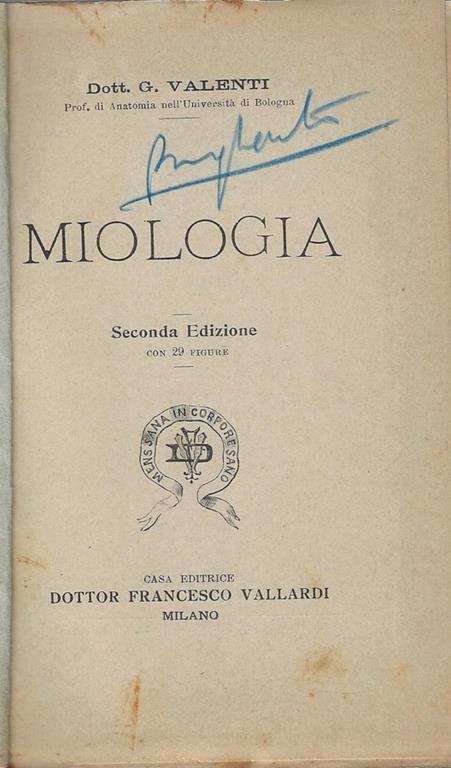 Dott. G. VALENTI
Prof. di Anatomia nell'Università di Bologna
MIOLOGIA
Seconda Edizione
CON 29 FIGURE
MENS SANA IN CORPORE SANO
CASA EDITRICE
DOTTOR FRANCESCO VALLARDI
MILANO